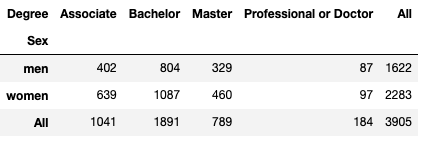 Degree Associate Bachelor Master Professional or Doctor All
Sex
men 402 804 329 87 1622
women 639 1087 460 97 2283
All 1041 1891 789 184 3905